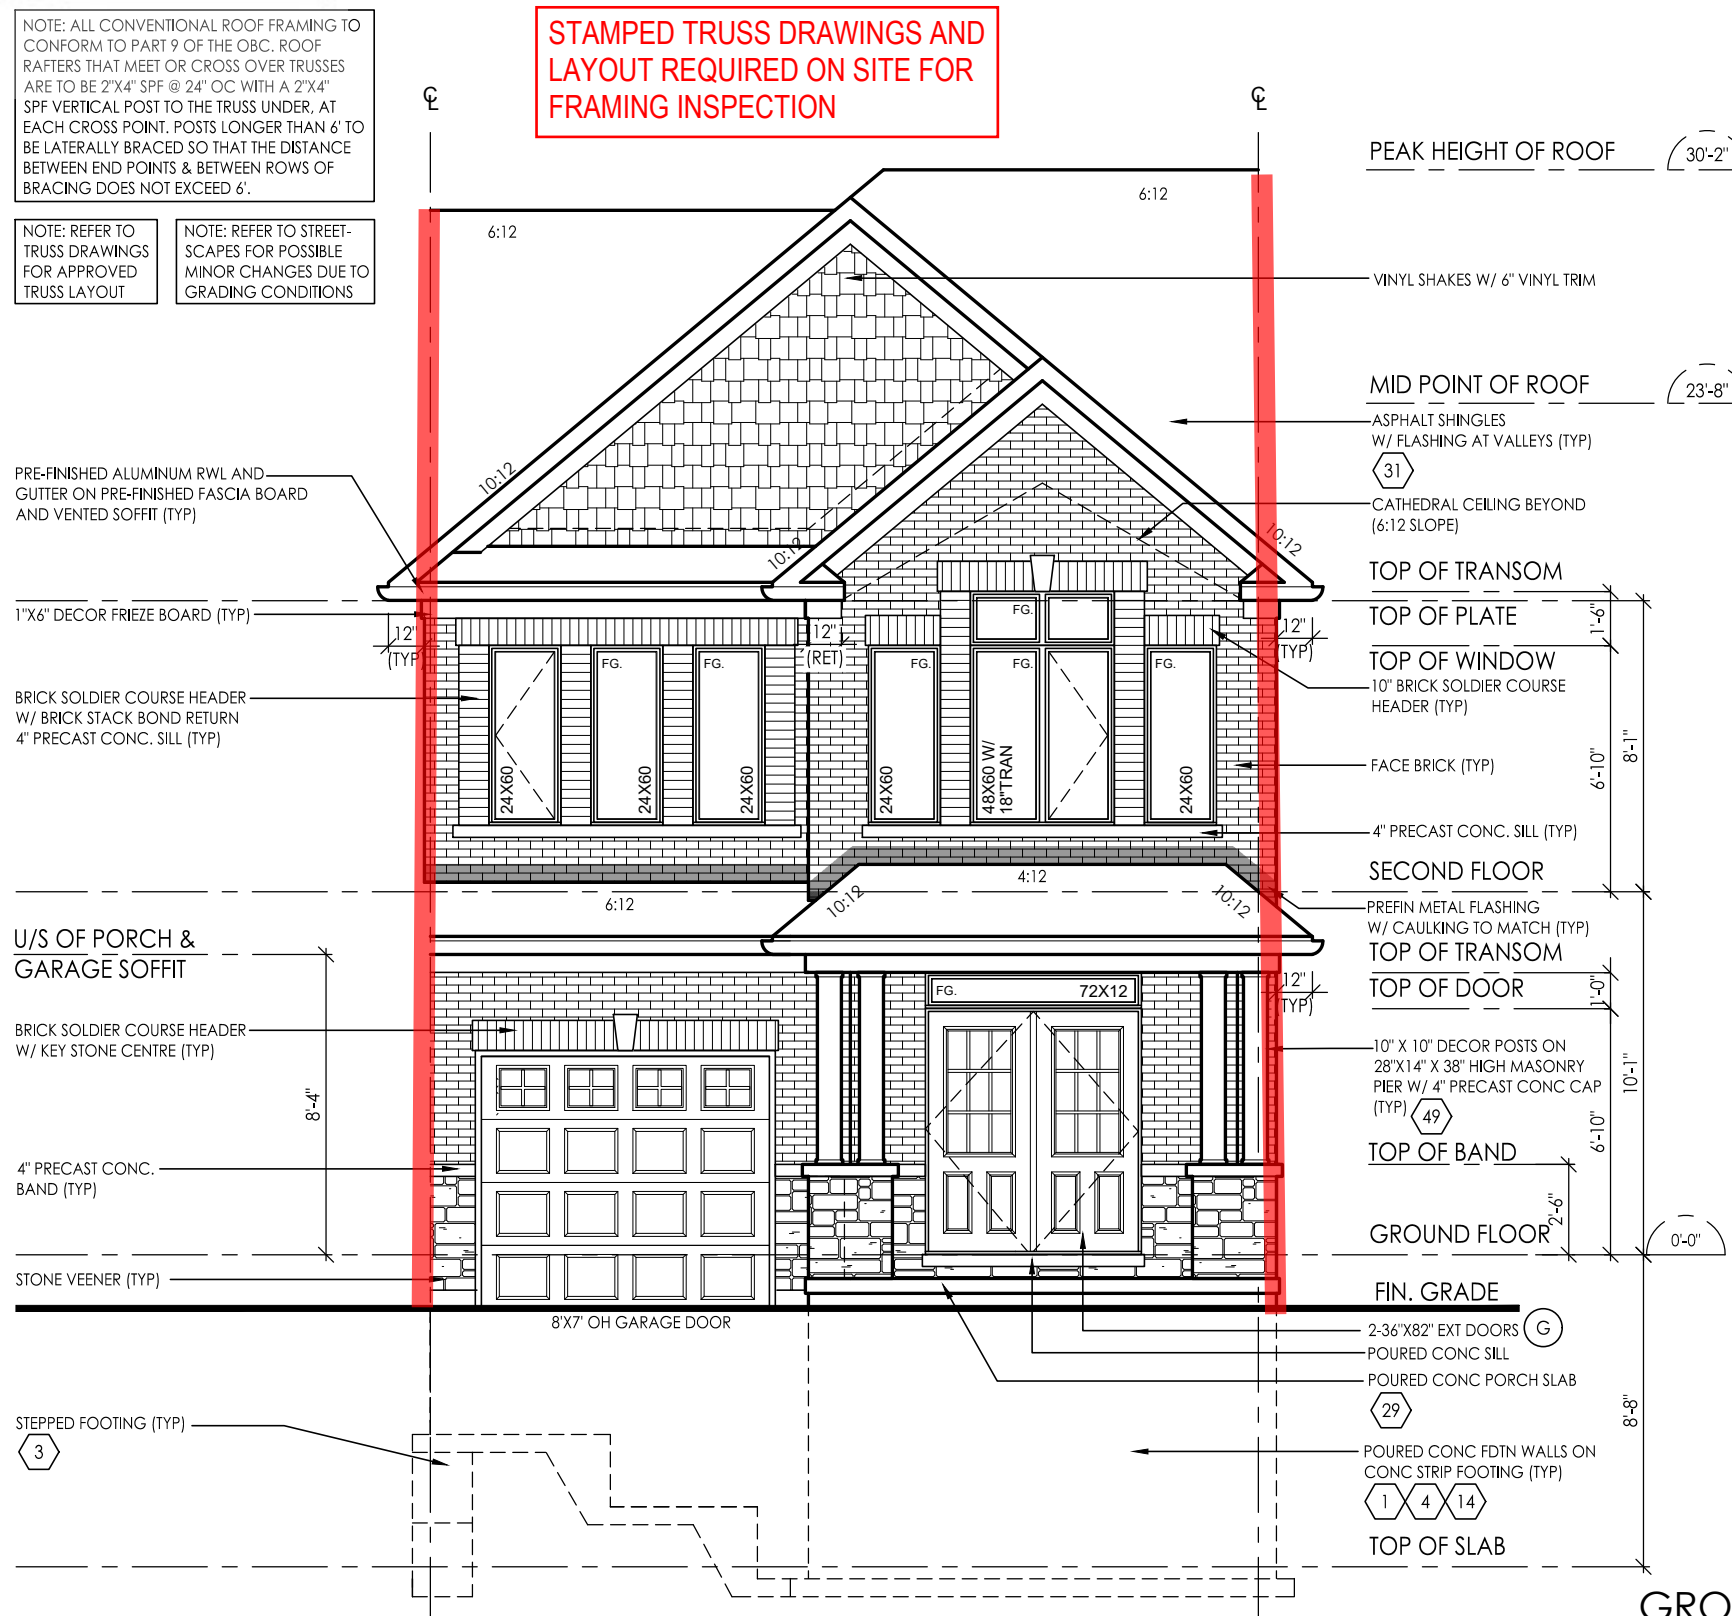 NOTE: ALL CONVENTIONAL ROOF FRAMING TO
CONFORM TO PART 9 OF THE OBC. ROOF
RAFTERS THAT MEET OR CROSS OVER TRUSSES
ARE TO BE 2"X4" SPF @ 24" OC WITH A 2"X4"
SPF VERTICAL POST TO THE TRUSS UNDER, AT
EACH CROSS POINT. POSTS LONGER THAN 6' TO
BE LATERALLY BRACED SO THAT THE DISTANCE
BETWEEN END POINTS & BETWEEN ROWS OF
BRACING DOES NOT EXCEED 6'.
NOTE: REFER TO
TRUSS DRAWINGS
FOR APPROVED
TRUSS LAYOUT
NOTE: REFER TO STREET-
SCAPES FOR POSSIBLE
MINOR CHANGES DUE TO
GRADING CONDITIONS
STAMPED TRUSS DRAWINGS AND
LAYOUT REQUIRED ON SITE FOR
FRAMING INSPECTION
℄
℄
PEAK HEIGHT OF ROOF
30'-2"
6:12
6:12
VINYL SHAKES W/ 6" VINYL TRIM
MID POINT OF ROOF
23'-8"
ASPHALT SHINGLES
W/ FLASHING AT VALLEYS (TYP)
31
PRE-FINISHED ALUMINUM RWL AND
GUTTER ON PRE-FINISHED FASCIA BOARD
AND VENTED SOFFIT (TYP)
10:12
10:12
10:12
CATHEDRAL CEILING BEYOND
(6:12 SLOPE)
TOP OF TRANSOM
1"X6" DECOR FRIEZE BOARD (TYP)
TOP OF PLATE
1'-6"
12"
(TYP)
12"
(RET)
12"
(TYP)
FG.
FG.
FG.
FG.
FG.
FG.
TOP OF WINDOW
10" BRICK SOLDIER COURSE
HEADER (TYP)
BRICK SOLDIER COURSE HEADER
W/ BRICK STACK BOND RETURN
4" PRECAST CONC. SILL (TYP)
24X60
24X60
24X60
24X60
48X60 W/
18"TRAN
24X60
FACE BRICK (TYP)
6'-10"
8'-1"
4" PRECAST CONC. SILL (TYP)
SECOND FLOOR
6:12
10:12
4:12
10:12
PREFIN METAL FLASHING
W/ CAULKING TO MATCH (TYP)
U/S OF PORCH &
GARAGE SOFFIT
TOP OF TRANSOM
TOP OF DOOR
1'-0"
12"
(TYP)
FG.
72X12
BRICK SOLDIER COURSE HEADER
W/ KEY STONE CENTRE (TYP)
8'-4"
10" X 10" DECOR POSTS ON
28"X14" X 38" HIGH MASONRY
PIER W/ 4" PRECAST CONC CAP
(TYP)
49
6'-10"
10'-1"
4" PRECAST CONC.
BAND (TYP)
TOP OF BAND
2'-6"
GROUND FLOOR
0'-0"
STONE VEENER (TYP)
FIN. GRADE
8'X7' OH GARAGE DOOR
2-36"X82" EXT DOORS
G
POURED CONC SILL
POURED CONC PORCH SLAB
29
8'-8"
STEPPED FOOTING (TYP)
3
POURED CONC FDTN WALLS ON
CONC STRIP FOOTING (TYP)
1 4 14
TOP OF SLAB
GRO